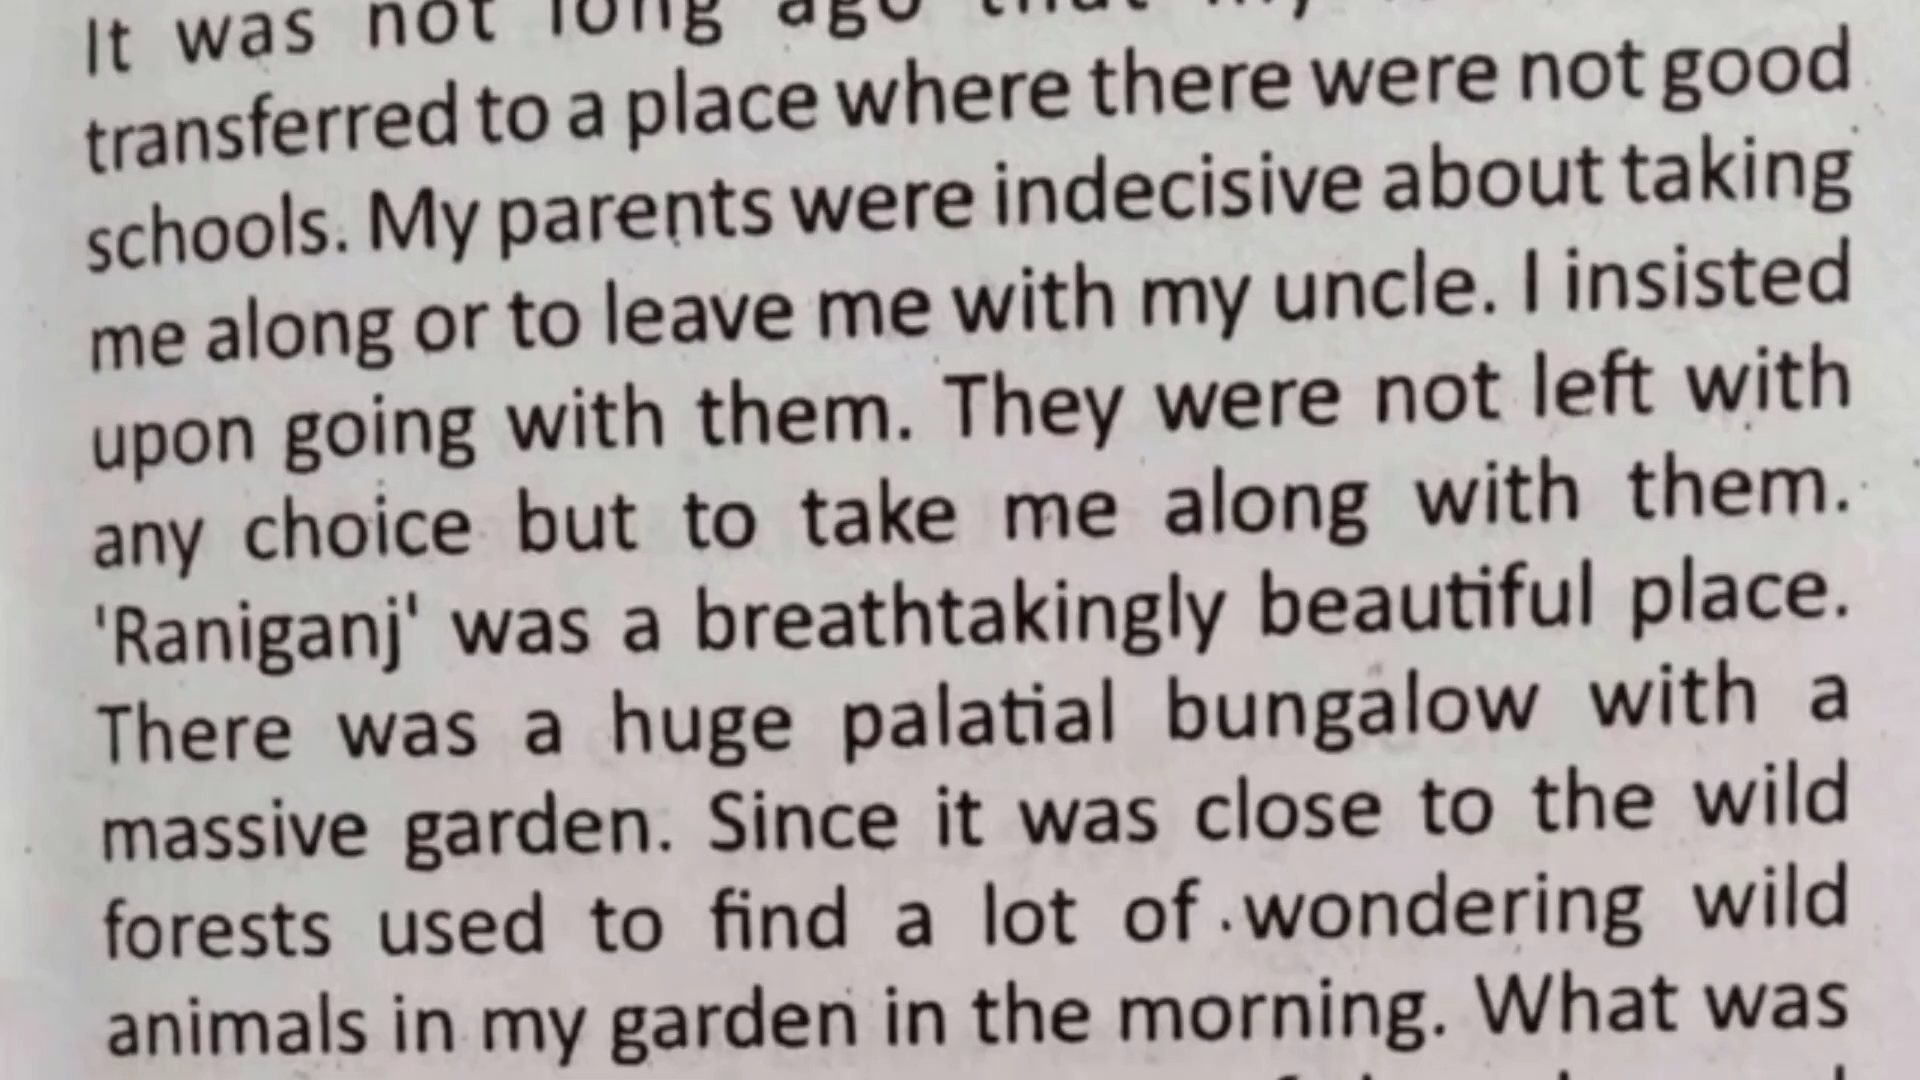 It was not long ago that my
transferred to a place where there were not good
schools. My parents were indecisive about taking
me along or to leave me with my uncle. I insisted
upon going with them. They were not left with
any choice but to take me along with them.
'Raniganj' was a breathtakingly beautiful place.
There was a huge palatial bungalow with a
massive garden. Since it was close to the wild
forests used to find a lot of wondering wild
animals in my garden in the morning. What was